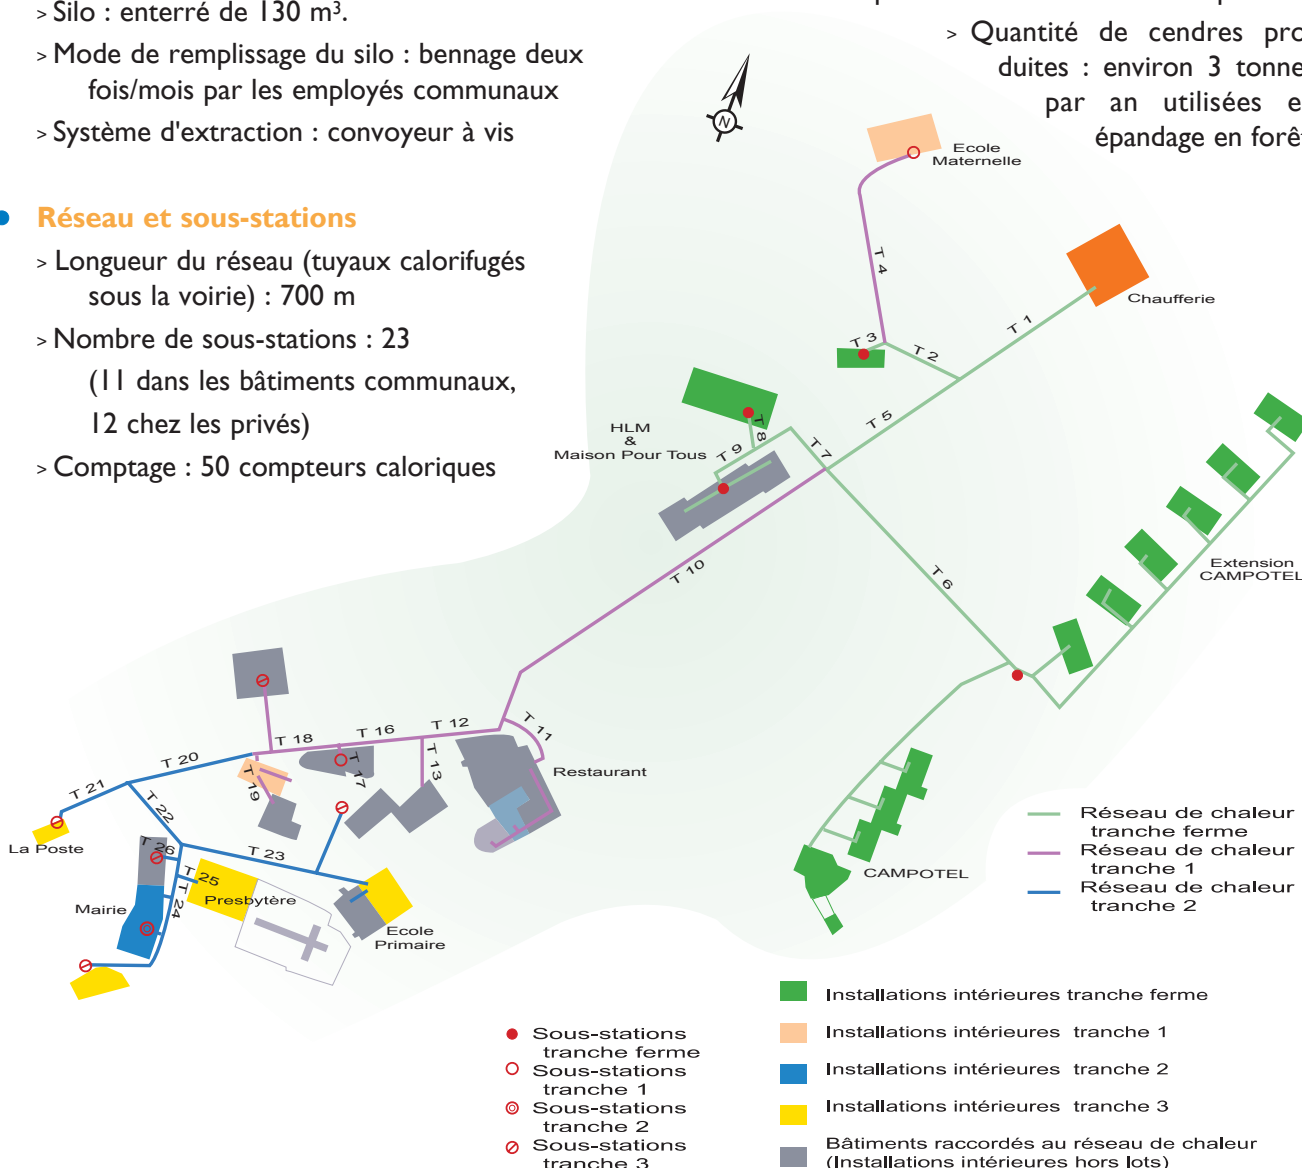 > Silo : enterré de 130 m³.
> Mode de remplissage du silo : bennage deux
fois/mois par les employés communaux
> Système d'extraction : convoyeur à vis
> Quantité de cendres pro
duites : environ 3 tonne
par an utilisées e
épandage en forê
• Réseau et sous-stations
> Longueur du réseau (tuyaux calorifugés
sous la voirie) : 700 m
> Nombre de sous-stations : 23
(11 dans les bâtiments communaux,
12 chez les privés)
> Comptage : 50 compteurs caloriques
N
Ecole
Maternelle
Chaufferie
T 4
T 3
T 2
T 1
T 5
HLM
&
Maison Pour Tous
T 8
T 9
T 7
T 10
T 6
Extension
CAMPOTEL
T 20
T 18
T 16
T 12
T 11
T 21
T 22
T 19
T 17
T 13
Restaurant
La Poste
T 26
T 23
T 25
T 24
Mairie
Presbytère
Ecole
Primaire
CAMPOTEL
Réseau de chaleur
tranche ferme
Réseau de chaleur
tranche 1
Réseau de chaleur
tranche 2
Sous-stations
tranche ferme
Sous-stations
tranche 1
Sous-stations
tranche 2
Sous-stations
tranche 3
Installations intérieures tranche ferme
Installations intérieures tranche 1
Installations intérieures tranche 2
Installations intérieures tranche 3
Bâtiments raccordés au réseau de chaleur
(Installations intérieures hors lots)